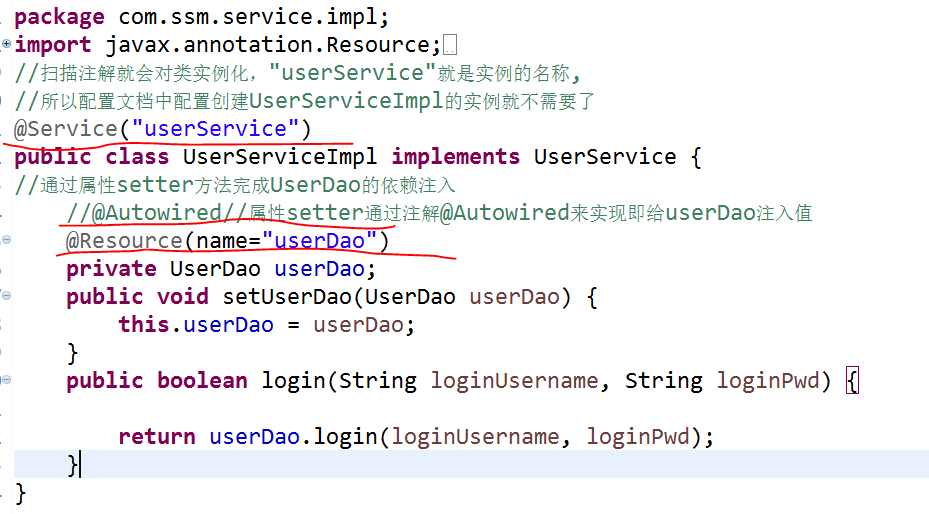 package com.ssm.service.impl;
import javax.annotation.Resource;
//扫描注解就会对类实例化，"userService"就是实例的名称,
//所以配置文档中配置创建UserServiceImpl的实例就不需要了
@Service("userService")
public class UserServiceImpl implements UserService {
//通过属性setter方法完成UserDao的依赖注入
//@Autowired//属性setter通过注解@Autowired来实现即给userDao注入值
@Resource(name="userDao")
private UserDao userDao;
public void setUserDao(UserDao userDao) {
this.userDao = userDao;
}
public boolean login(String loginUsername, String loginPwd) {
return userDao.login(loginUsername, loginPwd);
}
}